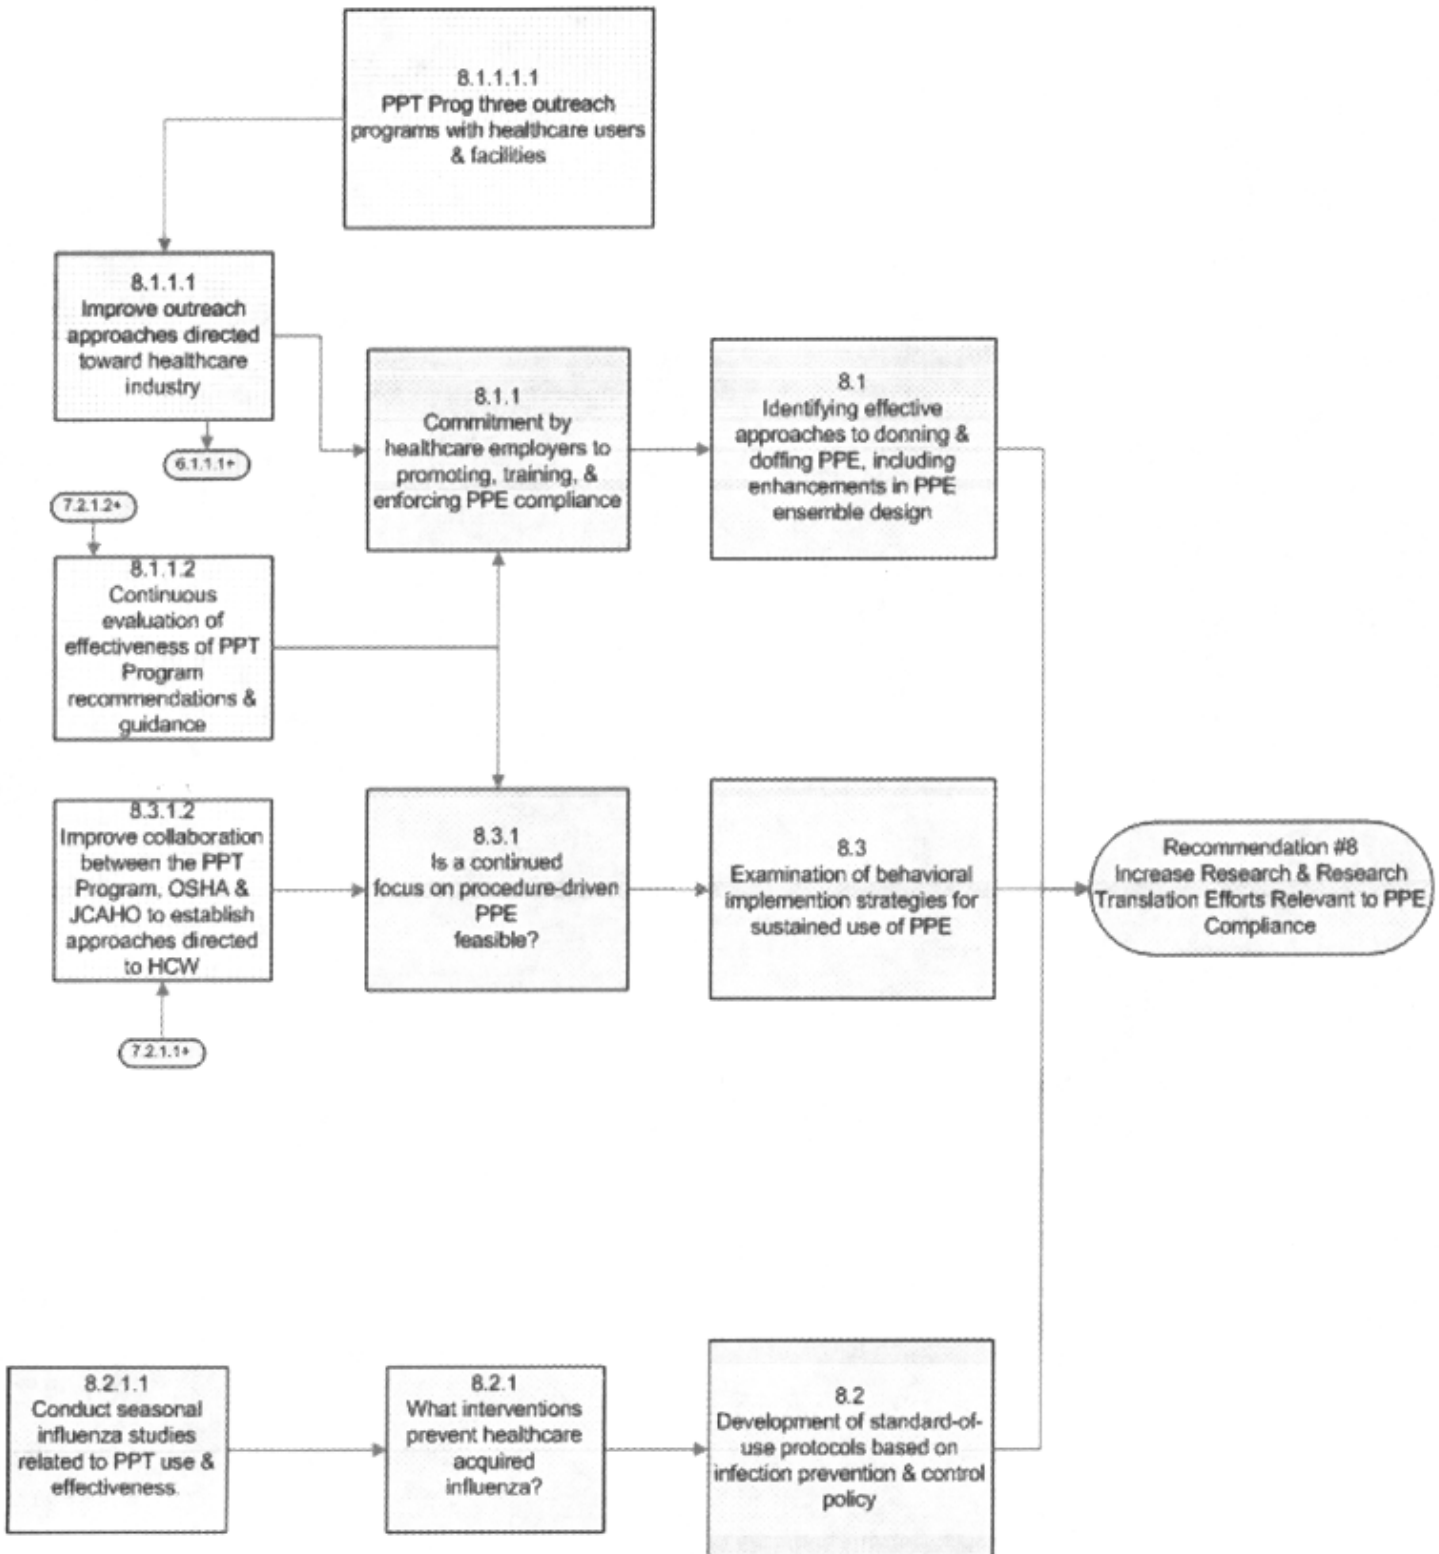 8.1.1.1.1
PPT Prog three outreach
programs with healthcare users
& facilities
8.1.1.1
Improve outreach
approaches directed
toward healthcare
industry
6.1.1.1+
7.2.1.2+
8.1.1.2
Continuous
evaluation of
effectiveness of PPT
Program
recommendations &
guidance
8.1.1
Commitment by
healthcare employers to
promoting, training, &
enforcing PPE compliance
8.1
Identifying effective
approaches to donning &
doffing PPE, including
enhancements in PPE
ensemble design
8.3.1.2
Improve collaboration
between the PPT
Program, OSHA &
JCAHO to establish
approaches directed
to HCW
7.2.1.1+
8.3.1
Is a continued
focus on procedure-driven
PPE
feasible?
8.3
Examination of behavioral
implemention strategies for
sustained use of PPE
Recommendation #8
Increase Research & Research
Translation Efforts Relevant to PPE
Compliance
8.2.1.1
Conduct seasonal
influenza studies
related to PPT use &
effectiveness.
8.2.1
What interventions
prevent healthcare
acquired
influenza?
8.2
Development of standard-of-
use protocols based on
infection prevention & control
policy